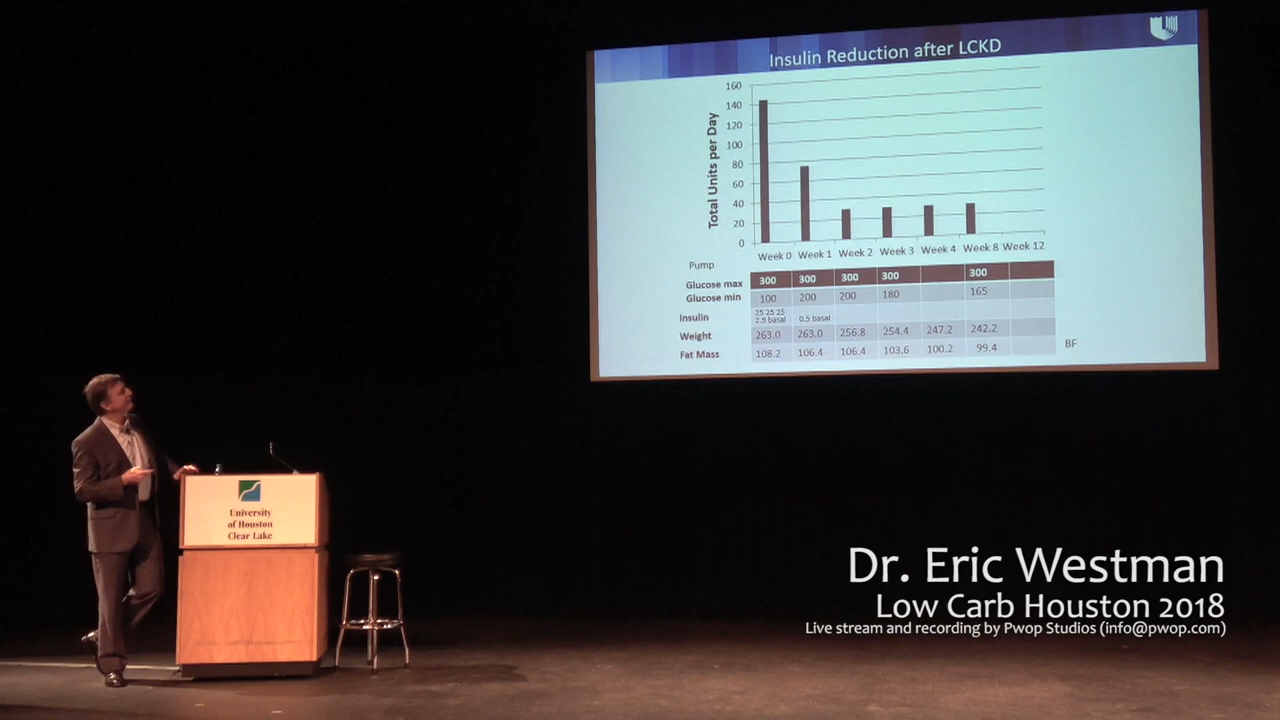 Insulin Reduction after LCKD
Total Units per Day
160
140
120
100
80
60
40
20
0
Week 0 Week 1 Week 2 Week 3 Week 4 Week 8 Week 12
Pump
Glucose max 300 300 300 300 300
Glucose min 100 200 200 180 165
Insulin 25 25 25
2.9 basal 0.5 basal
Weight 263.0 263.0 256.8 254.4 247.2 242.2
Fat Mass 108.2 106.4 106.4 103.6 100.2 99.4 BF
University
of Houston
Clear Lake
Dr. Eric Westman
Low Carb Houston 2018
Live stream and recording by Pwop Studios (info@pwop.com)